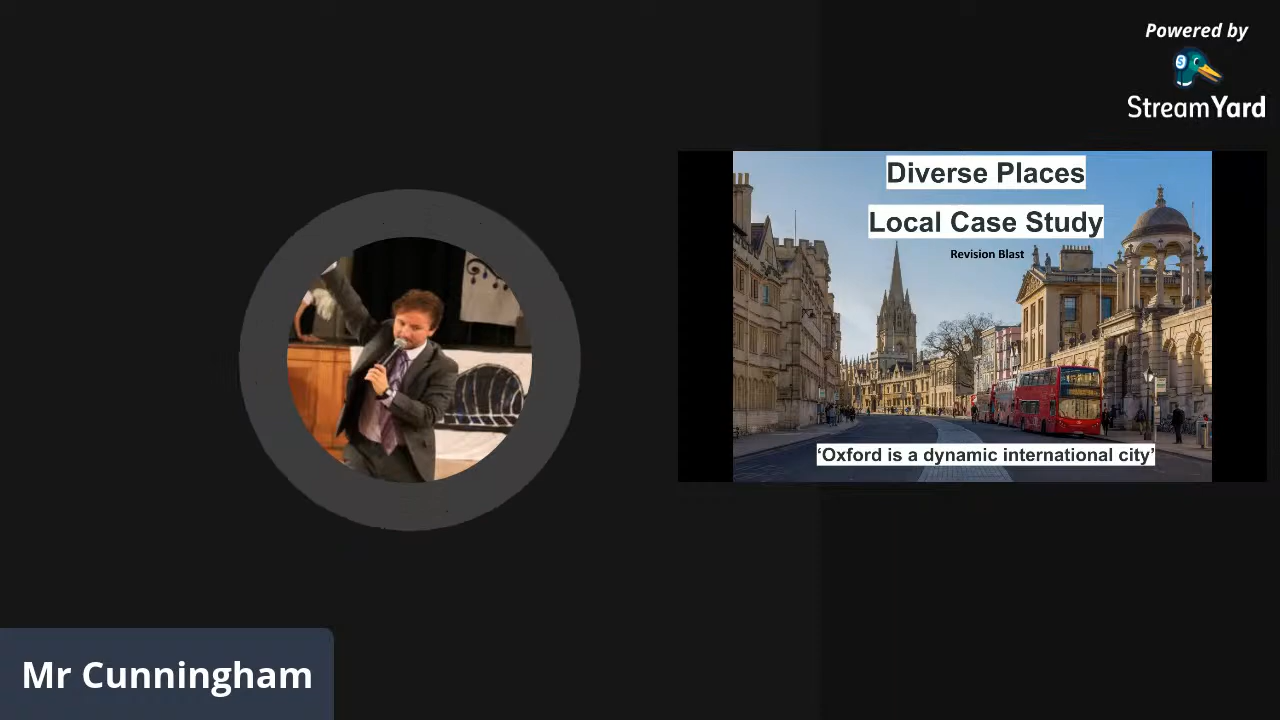 Powered by
StreamYard
Diverse Places
Local Case Study
Revision Blast
‘Oxford is a dynamic international city’
Mr Cunningham